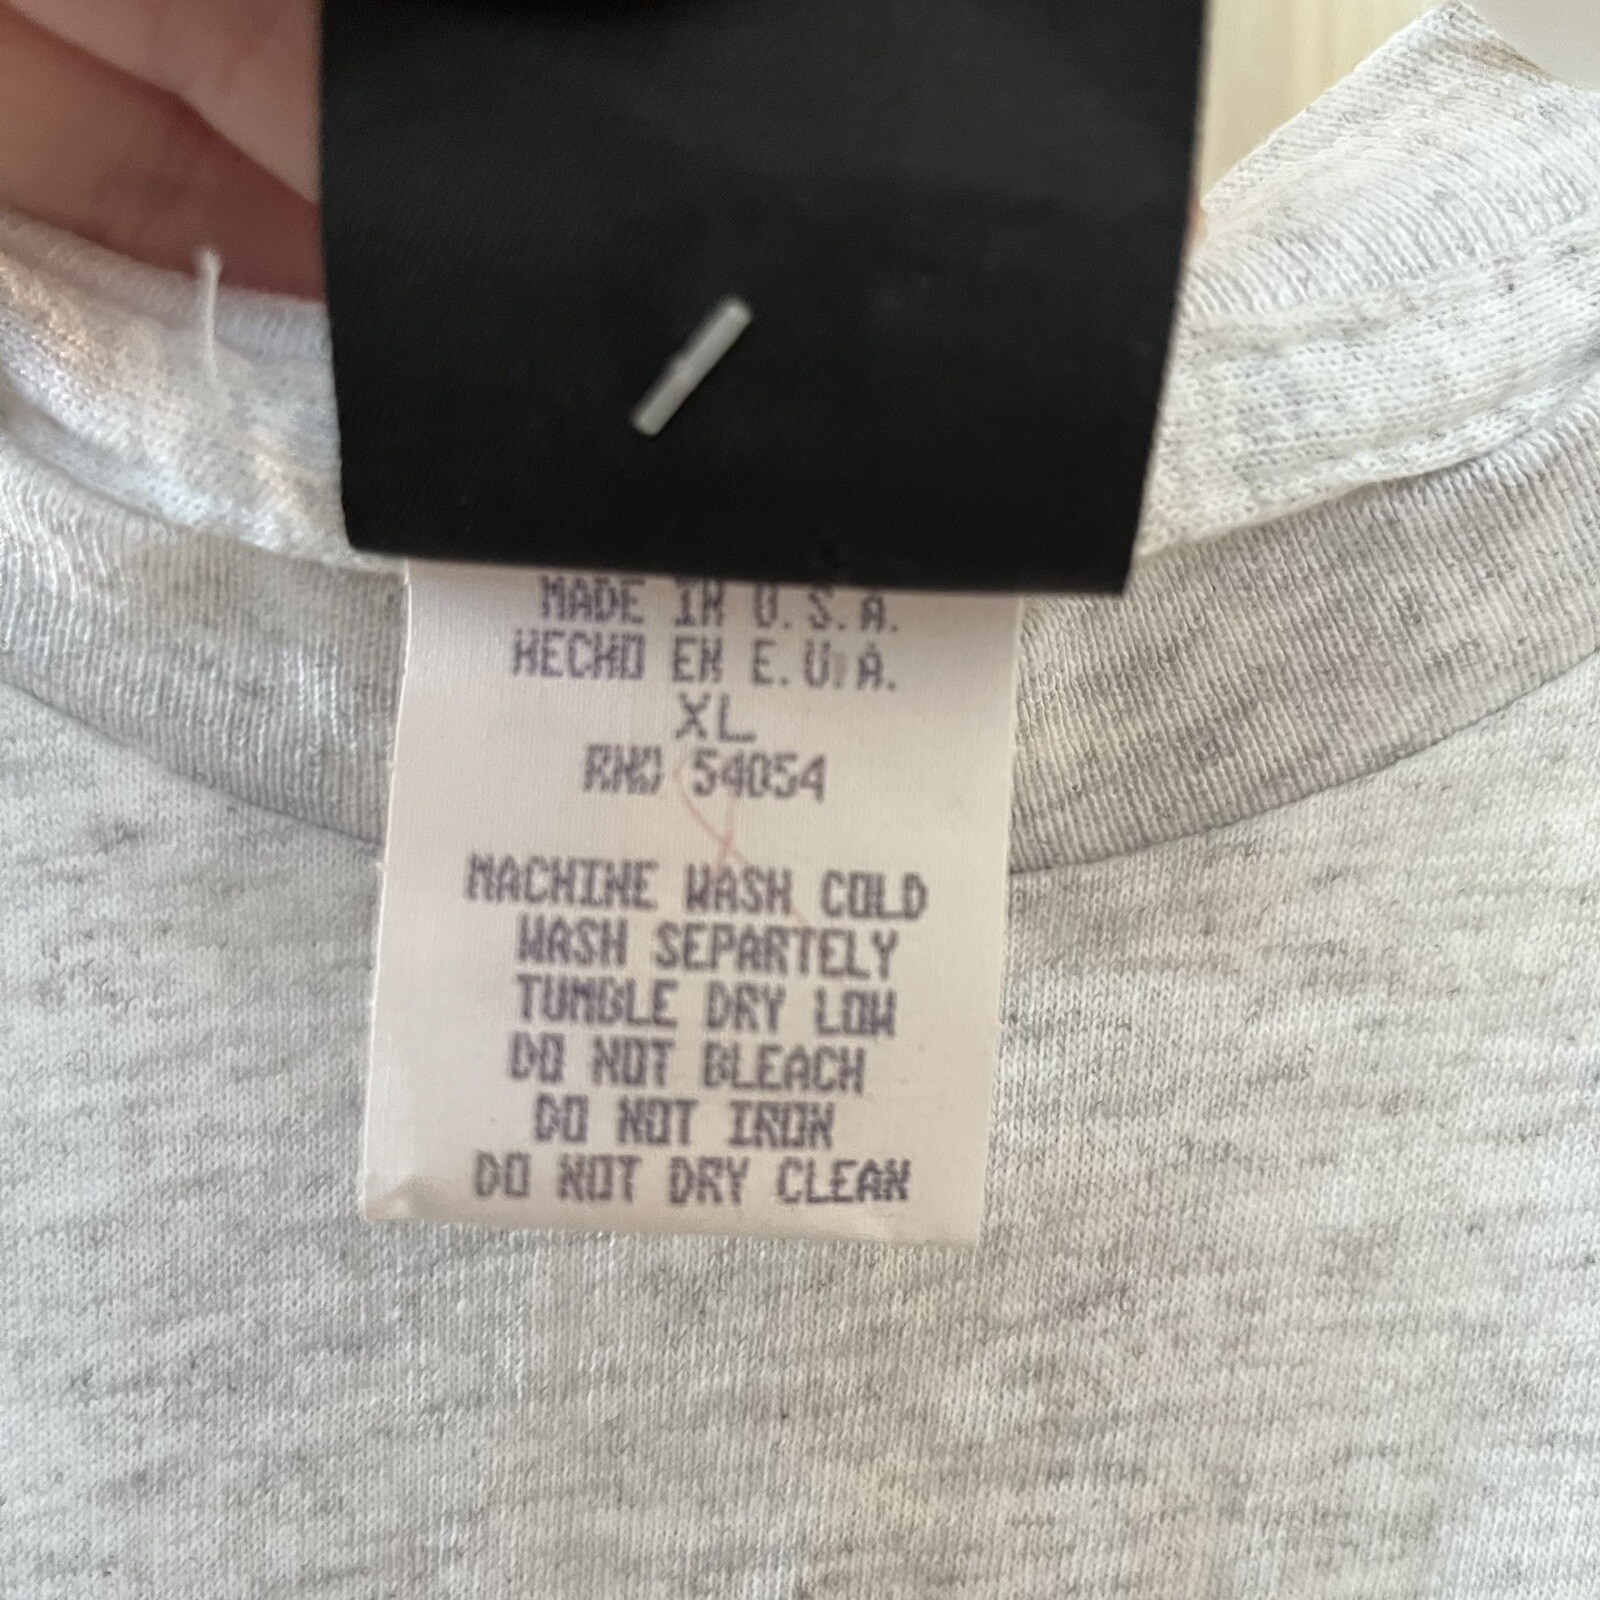 MADE IN U.S.A.
HECHO EN E.U.A.
XL
RNO 54054
MACHINE WASH COLD
WASH SEPARTELY
TUMBLE DRY LOW
DO NOT BLEACH
DO NOT IRON
DO NOT DRY CLEAN